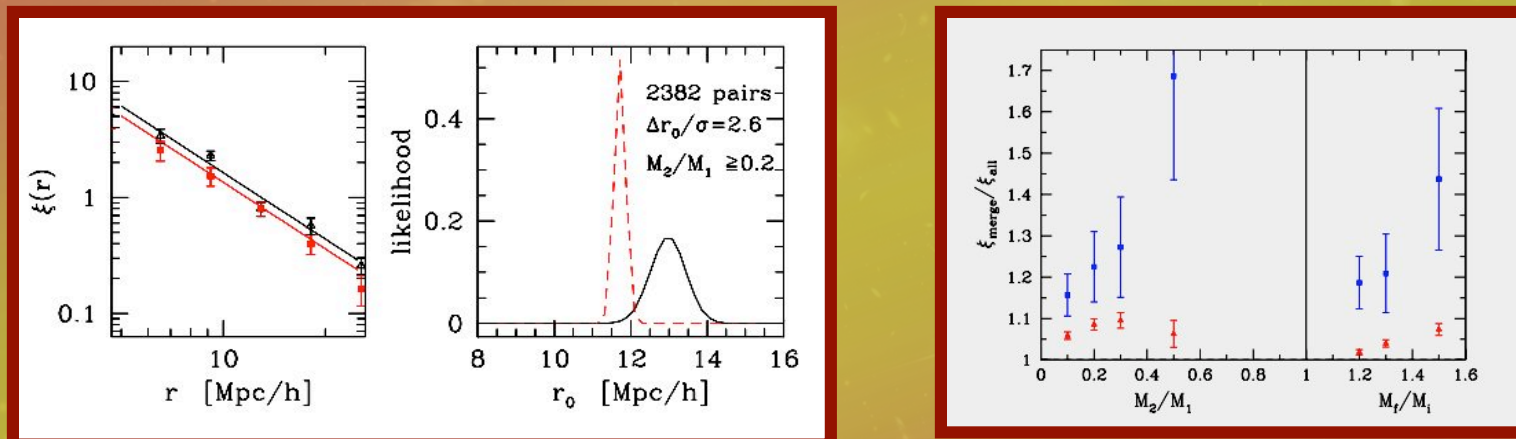 10
1
0.1
ξ(r)
10
r [Mpc/h]
likelihood
0.4
0.2
0
2382 pairs
Δr₀/σ=2.6
M₂/M₁ ≥0.2
8 10 12 14 16
r₀ [Mpc/h]
ξmerge/ξall
1.7
1.6
1.5
1.4
1.3
1.2
1.1
1
0 0.2 0.4 0.6 0.8 1 1.2 1.4 1.6
M₂/M₁ M_f/M_i